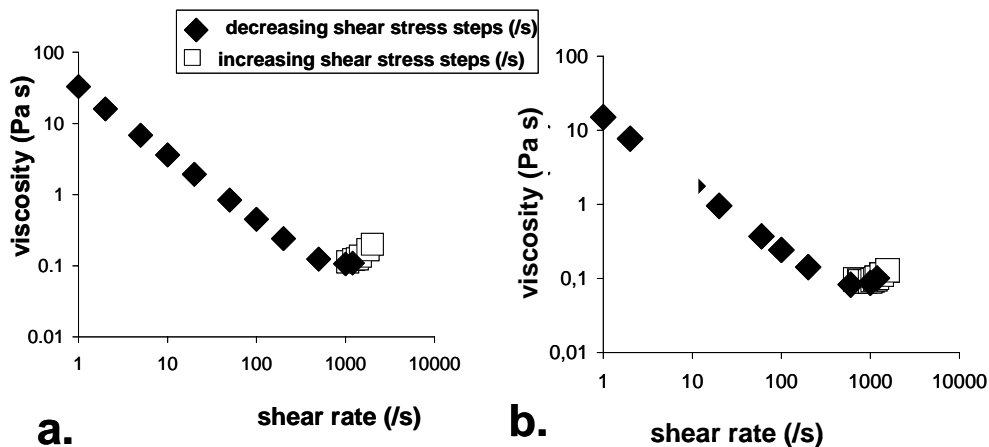 decreasing shear stress steps (/s)
increasing shear stress steps (/s)
viscosity (Pa s)
100
10
1
0.1
0.01
1 10 100 1000 10000
shear rate (/s)
a.
viscosity (Pa s)
100
10
1
0,1
0,01
1 10 100 1000 10000
shear rate (/s)
b.